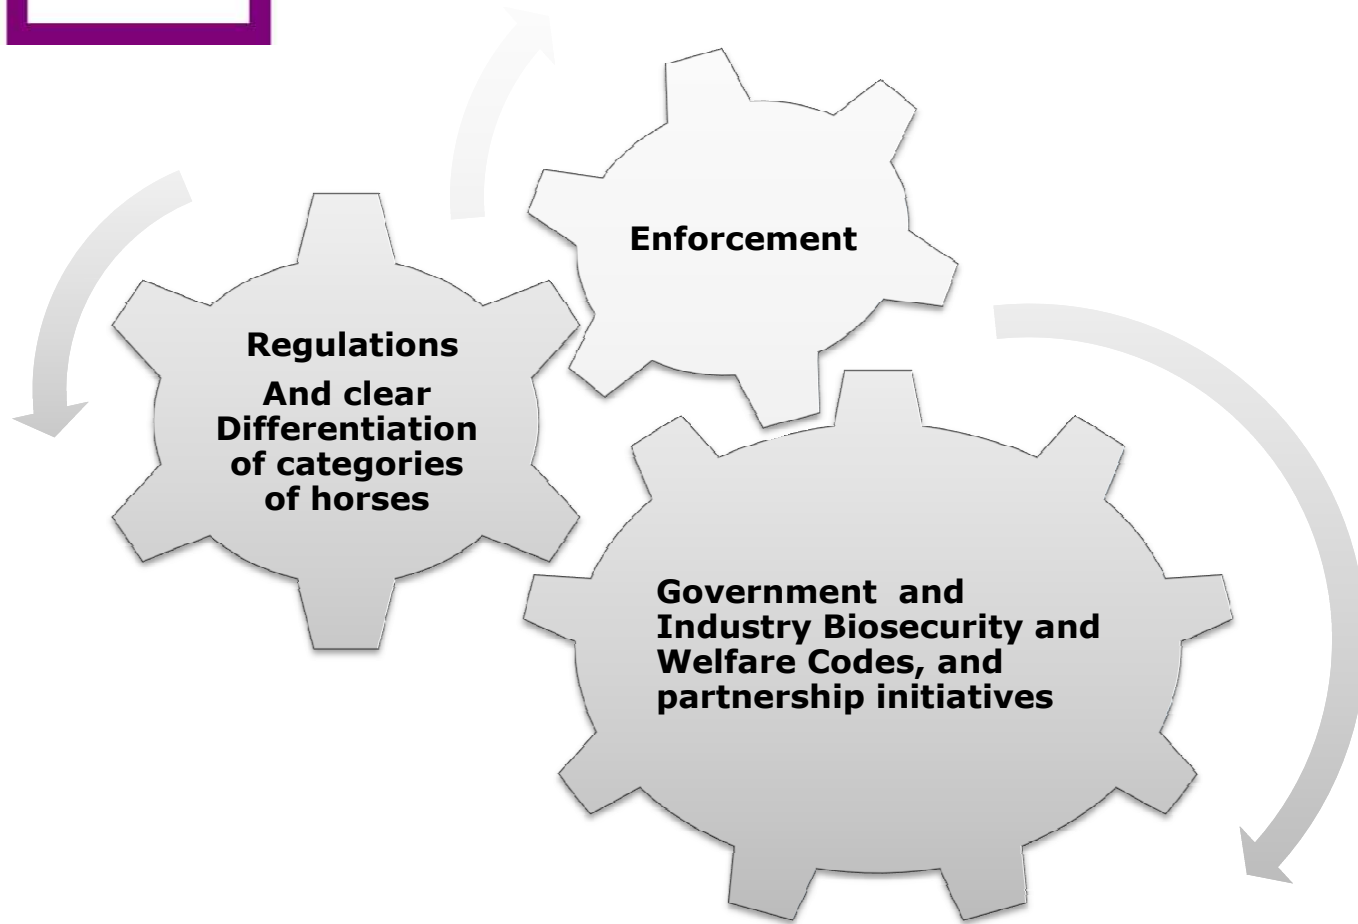 Enforcement
Regulations
And clear
Differentiation
of categories
of horses
Government  and
Industry Biosecurity and
Welfare Codes, and
partnership initiatives